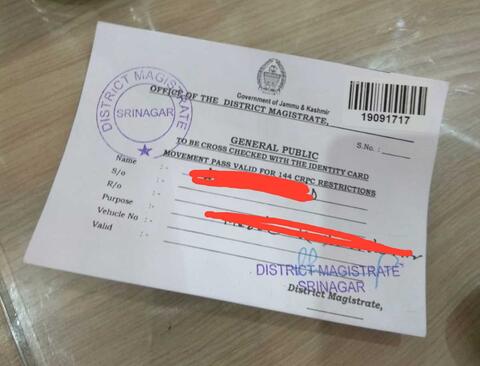 Government of Jammu & Kashmir
OFFICE OF THE DISTRICT MAGISTRATE,
DISTRICT MAGISTRATE
SRINAGAR
19091717
S.No. :
GENERAL PUBLIC
TO BE CROSS CHECKED WITH THE IDENTITY CARD
MOVEMENT PASS VALID FOR 144 CRPC RESTRICTIONS
Name :-
S/o :-
R/o :-
Purpose :-
Vehicle No :-
Valid :-
DISTRICT MAGISTRATE
SRINAGAR
District Magistrate,